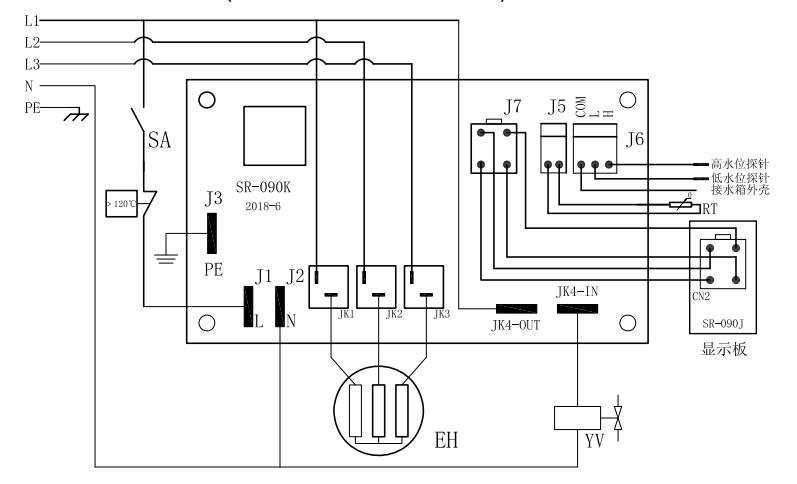 L1
L2
L3
N
PE
SA
>120℃
SR-090K
2018-6
J3
PE
J1
J2
L
N
JK1
JK2
JK3
J7
J5
COM
L
H
J6
高水位探针
低水位探针
接水箱外壳
θ
RT
CN2
SR-090J
显示板
JK4-OUT
JK4-IN
EH
YV